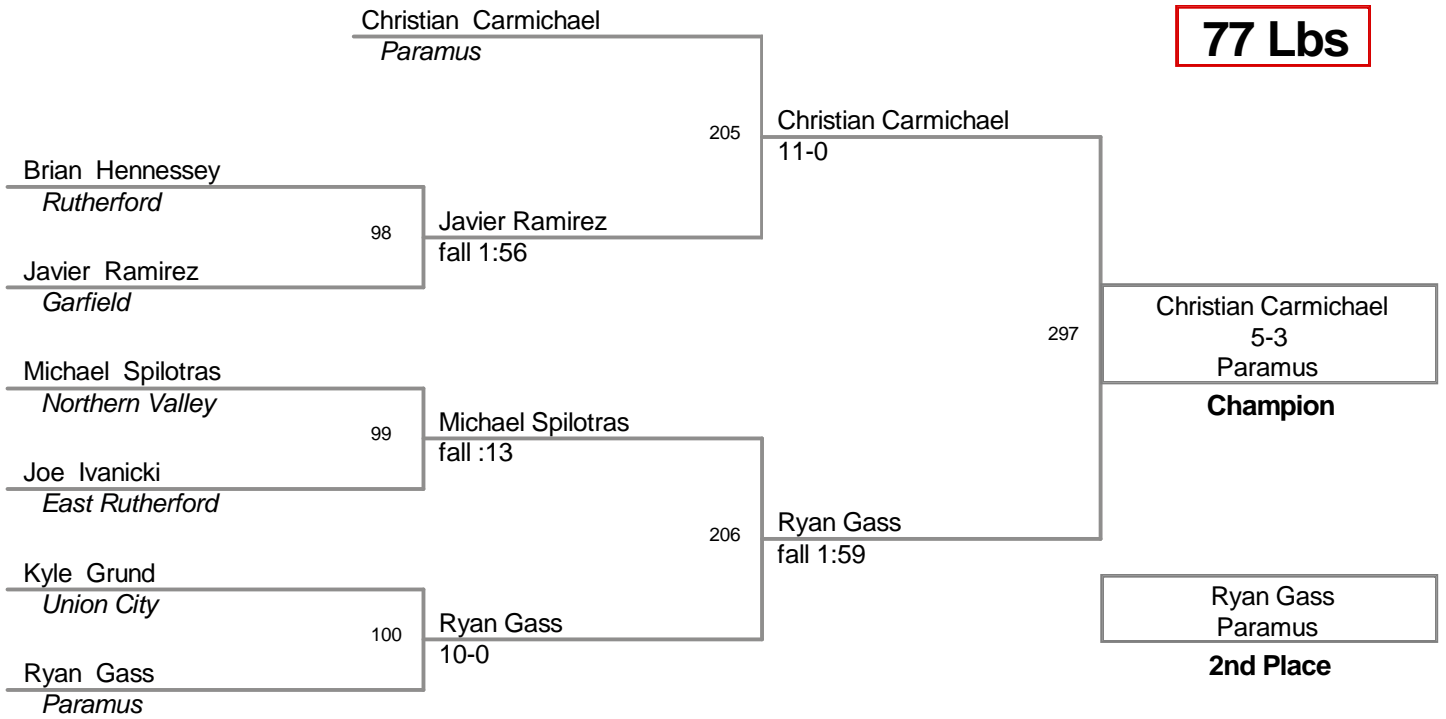 Christian Carmichael
Paramus
77 Lbs
205
Christian Carmichael
11-0
Brian Hennessey
Rutherford
98
Javier Ramirez
fall 1:56
Javier Ramirez
Garfield
297
Christian Carmichael
5-3
Paramus
Champion
Michael Spilotras
Northern Valley
99
Michael Spilotras
fall :13
Joe Ivanicki
East Rutherford
206
Ryan Gass
fall 1:59
Kyle Grund
Union City
100
Ryan Gass
10-0
Ryan Gass
Paramus
Ryan Gass
Paramus
2nd Place